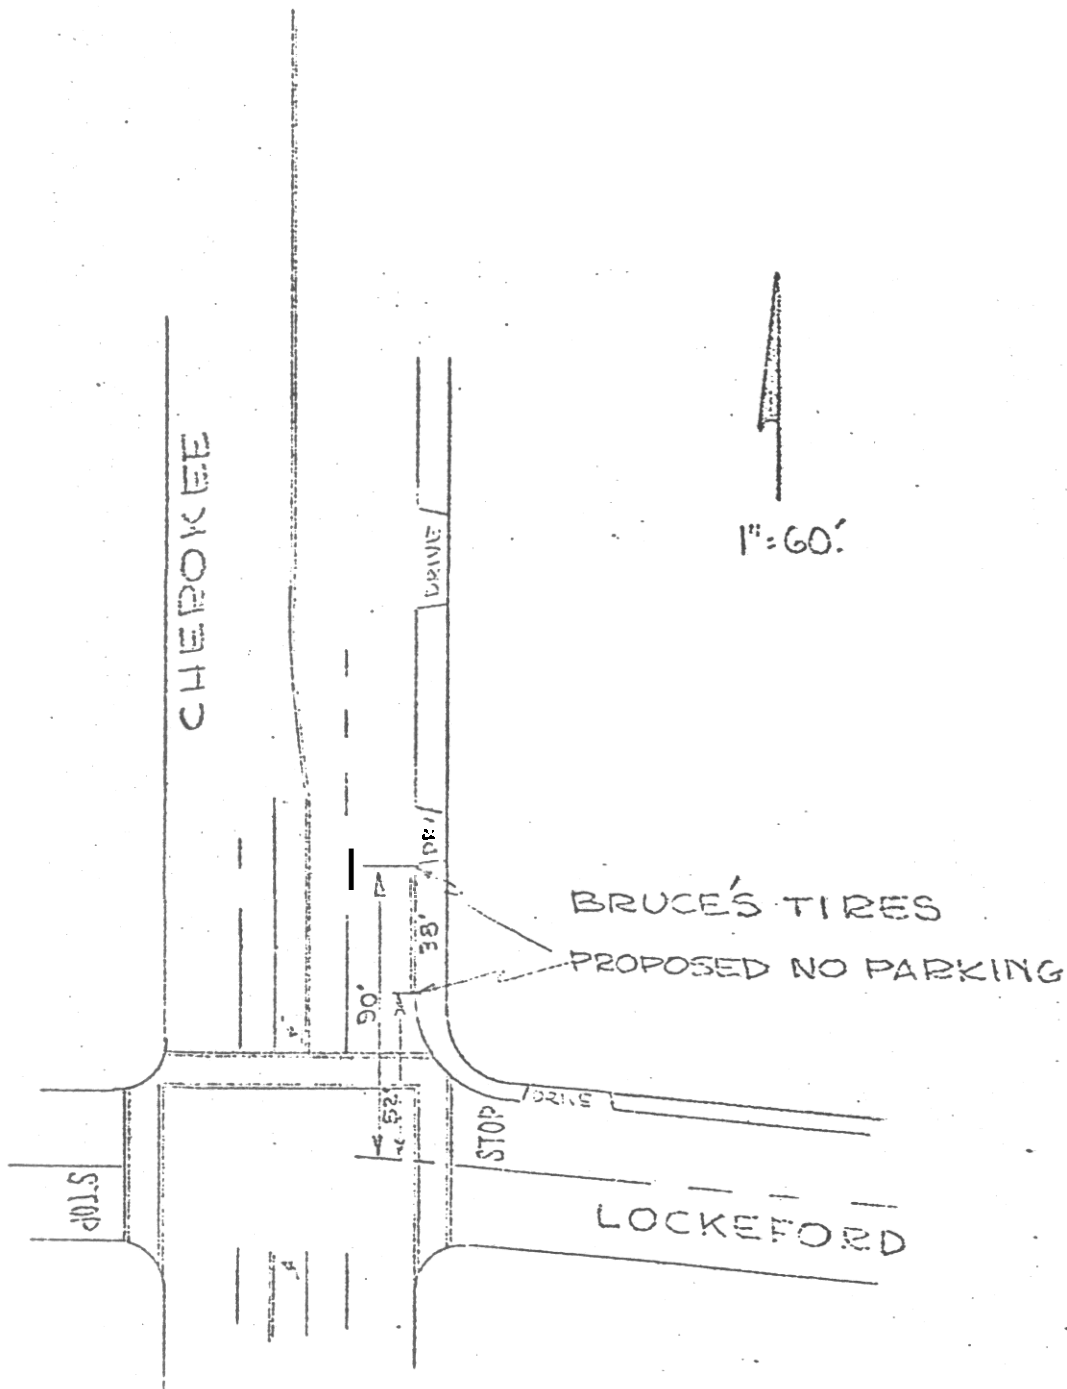 CHEROKEE
DRIVE
1":60'
38'
BRUCE'S TIRES
PROPOSED NO PARKING
90'
52'
DRIVE
STOP
STOP
LOCKEFORD